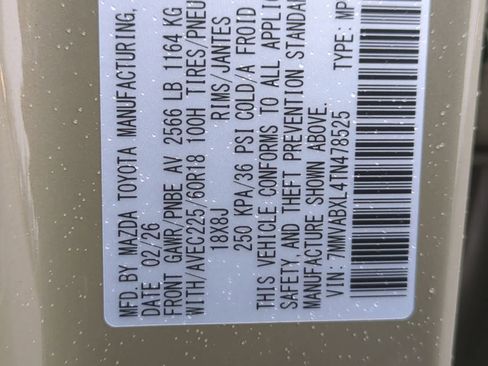 MFD. BY MAZDA TOYOTA MANUFACTURING,
DATE 02/26
FRONT GAWR/PNBE AV 2566 LB 1164 KG
WITH/AVEC225/60R18 100H TIRES/PNEU
18X8J RIMS/JANTES
250 KPA/36 PSI COLD/A FROID
THIS VEHICLE CONFORMS TO ALL APPLIC
SAFETY,AND THEFT PREVENTION STANDA
MANUFACTURE SHOWN ABOVE.
VIN: 7MMVABXL4TN478525 TYPE: MP